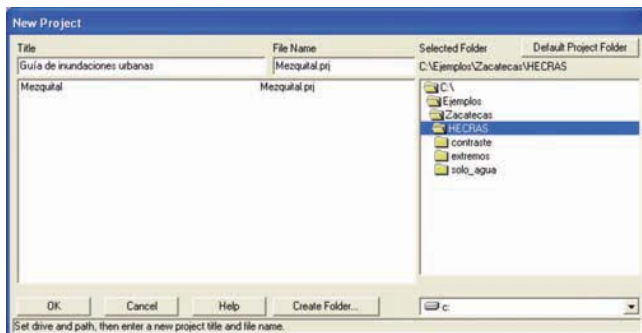 New Project
Title File Name Selected Folder Default Project Folder
Guía de inundaciones urbanas Mezquital.prj C:\Ejemplos\Zacatecas\HECRAS
Mezquital Mezquital.prj
C:\
Ejemplos
Zacatecas
HECRAS
contraste
extremos
solo_agua
OK Cancel Help Create Folder... c:
Set drive and path, then enter a new project title and file name.